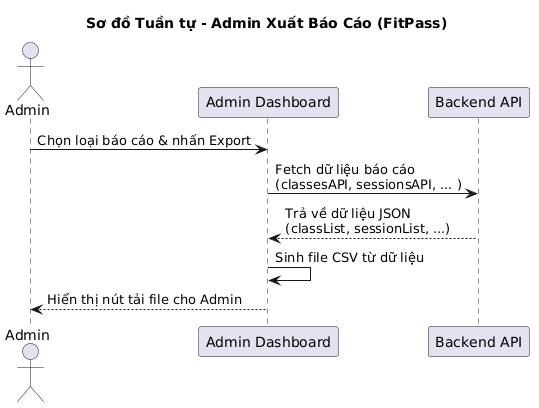 Sơ đồ Tuần tự - Admin Xuất Báo Cáo (FitPass)
Admin
Admin Dashboard
Backend API
Chọn loại báo cáo & nhấn Export
Fetch dữ liệu báo cáo
(classesAPI, sessionsAPI, ... )
Trả về dữ liệu JSON
(classList, sessionList, ...)
Sinh file CSV từ dữ liệu
Hiển thị nút tải file cho Admin
Admin
Admin Dashboard
Backend API